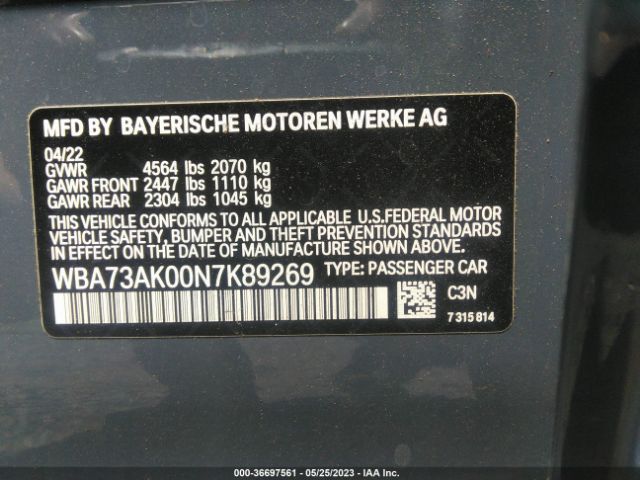 MFD BY BAYERISCHE MOTOREN WERKE AG
04/22
GVWR 4564 lbs 2070 kg
GAWR FRONT 2447 lbs 1110 kg
GAWR REAR 2304 lbs 1045 kg
THIS VEHICLE CONFORMS TO ALL APPLICABLE U.S.FEDERAL MOTOR
VEHICLE SAFETY, BUMPER, AND THEFT PREVENTION STANDARDS
IN EFFECT ON THE DATE OF MANUFACTURE SHOWN ABOVE.
WBA73AK00N7K89269 TYPE: PASSENGER CAR
C3N
7 315 814
000-36697561 - 05/25/2023 - IAA Inc.